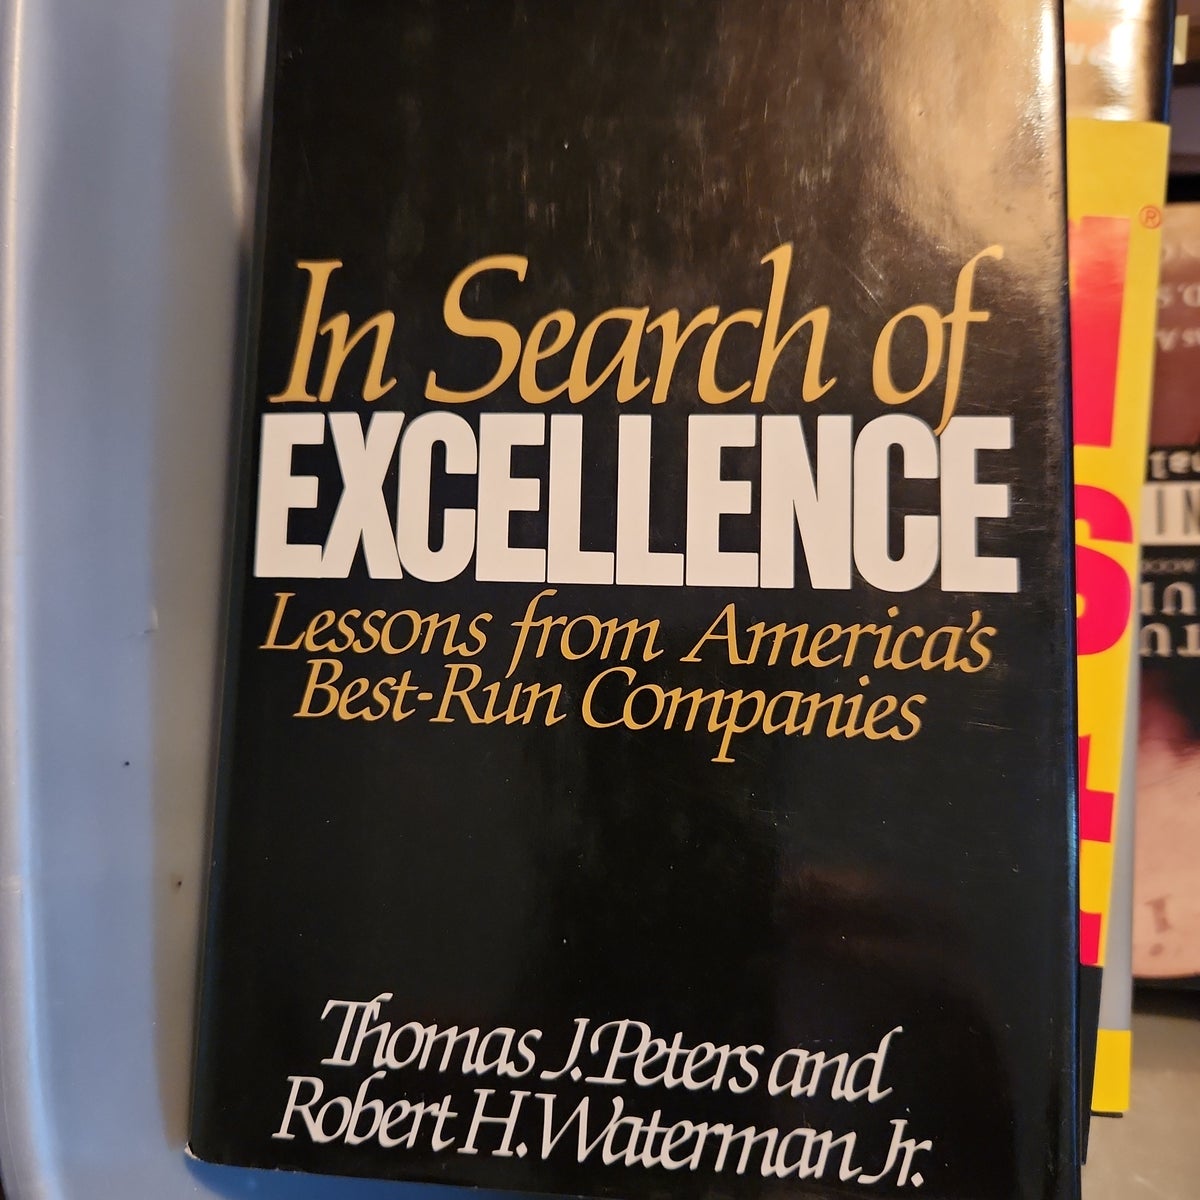 In Search of
EXCELLENCE
Lessons from America's
Best-Run Companies
Thomas J. Peters and
Robert H. Waterman Jr.